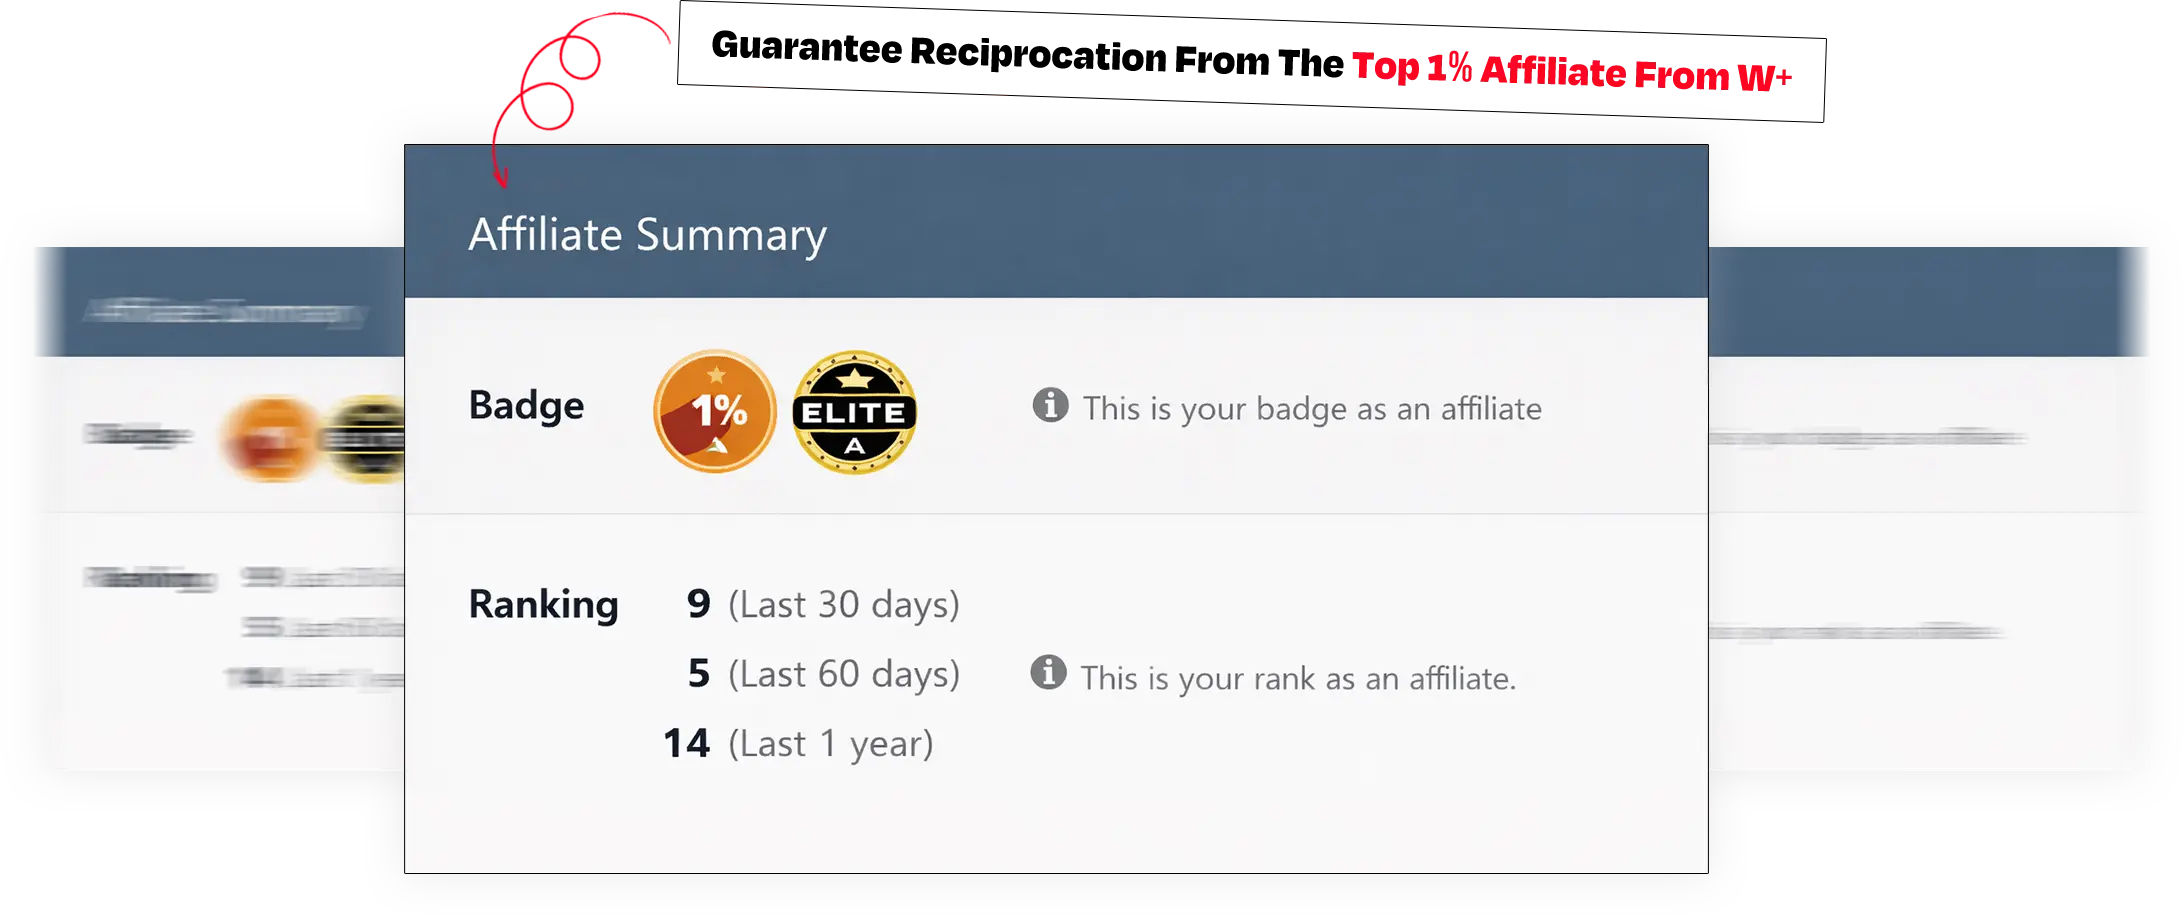 Guarantee Reciprocation From The Top 1% Affiliate From W+
Affiliate Summary
Badge
1%
ELITE
A
This is your badge as an affiliate
Ranking
9 (Last 30 days)
5 (Last 60 days)
This is your rank as an affiliate.
14 (Last 1 year)